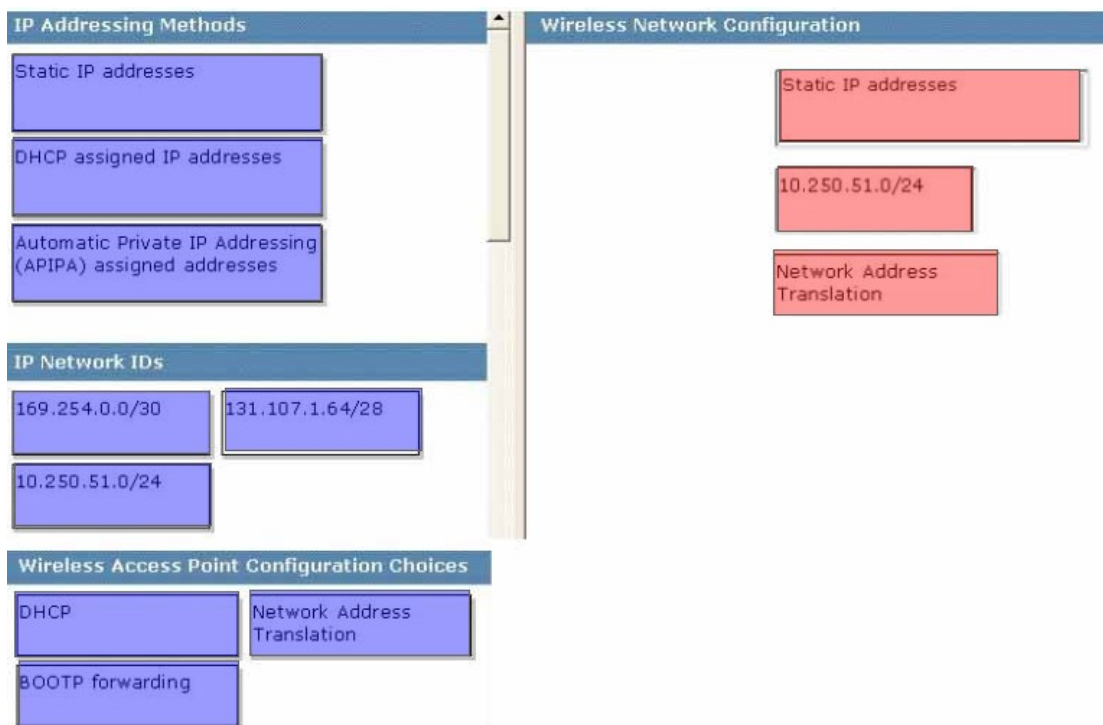 IP Addressing Methods
Static IP addresses
DHCP assigned IP addresses
Automatic Private IP Addressing
(APIPA) assigned addresses
IP Network IDs
169.254.0.0/30
131.107.1.64/28
10.250.51.0/24
Wireless Access Point Configuration Choices
DHCP
Network Address
Translation
BOOTP forwarding
Wireless Network Configuration
Static IP addresses
10.250.51.0/24
Network Address
Translation